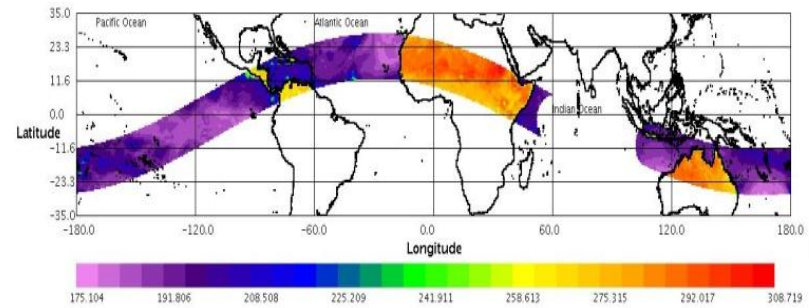 35.0
Pacific Ocean
Atlantic Ocean
23.3
11.6
0.0
Indian Ocean
Latitude
-11.6
-23.3
-35.0
-180.0 -120.0 -60.0 0.0 60.0 120.0 180.0
Longitude
175.104 191.806 208.508 225.209 241.911 258.613 275.315 292.017 308.719